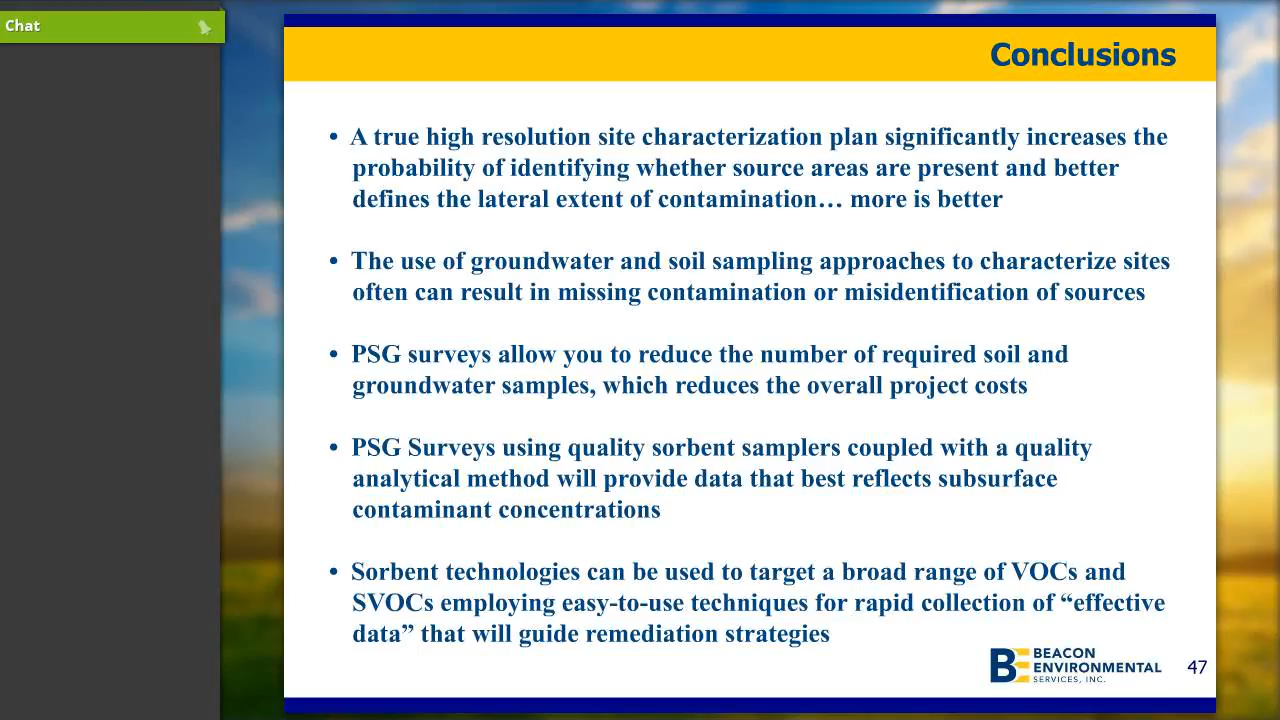 Chat
Conclusions
• A true high resolution site characterization plan significantly increases the
probability of identifying whether source areas are present and better
defines the lateral extent of contamination… more is better
• The use of groundwater and soil sampling approaches to characterize sites
often can result in missing contamination or misidentification of sources
• PSG surveys allow you to reduce the number of required soil and
groundwater samples, which reduces the overall project costs
• PSG Surveys using quality sorbent samplers coupled with a quality
analytical method will provide data that best reflects subsurface
contaminant concentrations
• Sorbent technologies can be used to target a broad range of VOCs and
SVOCs employing easy-to-use techniques for rapid collection of “effective
data” that will guide remediation strategies
BE BEACON
ENVIRONMENTAL
SERVICES, INC.
47